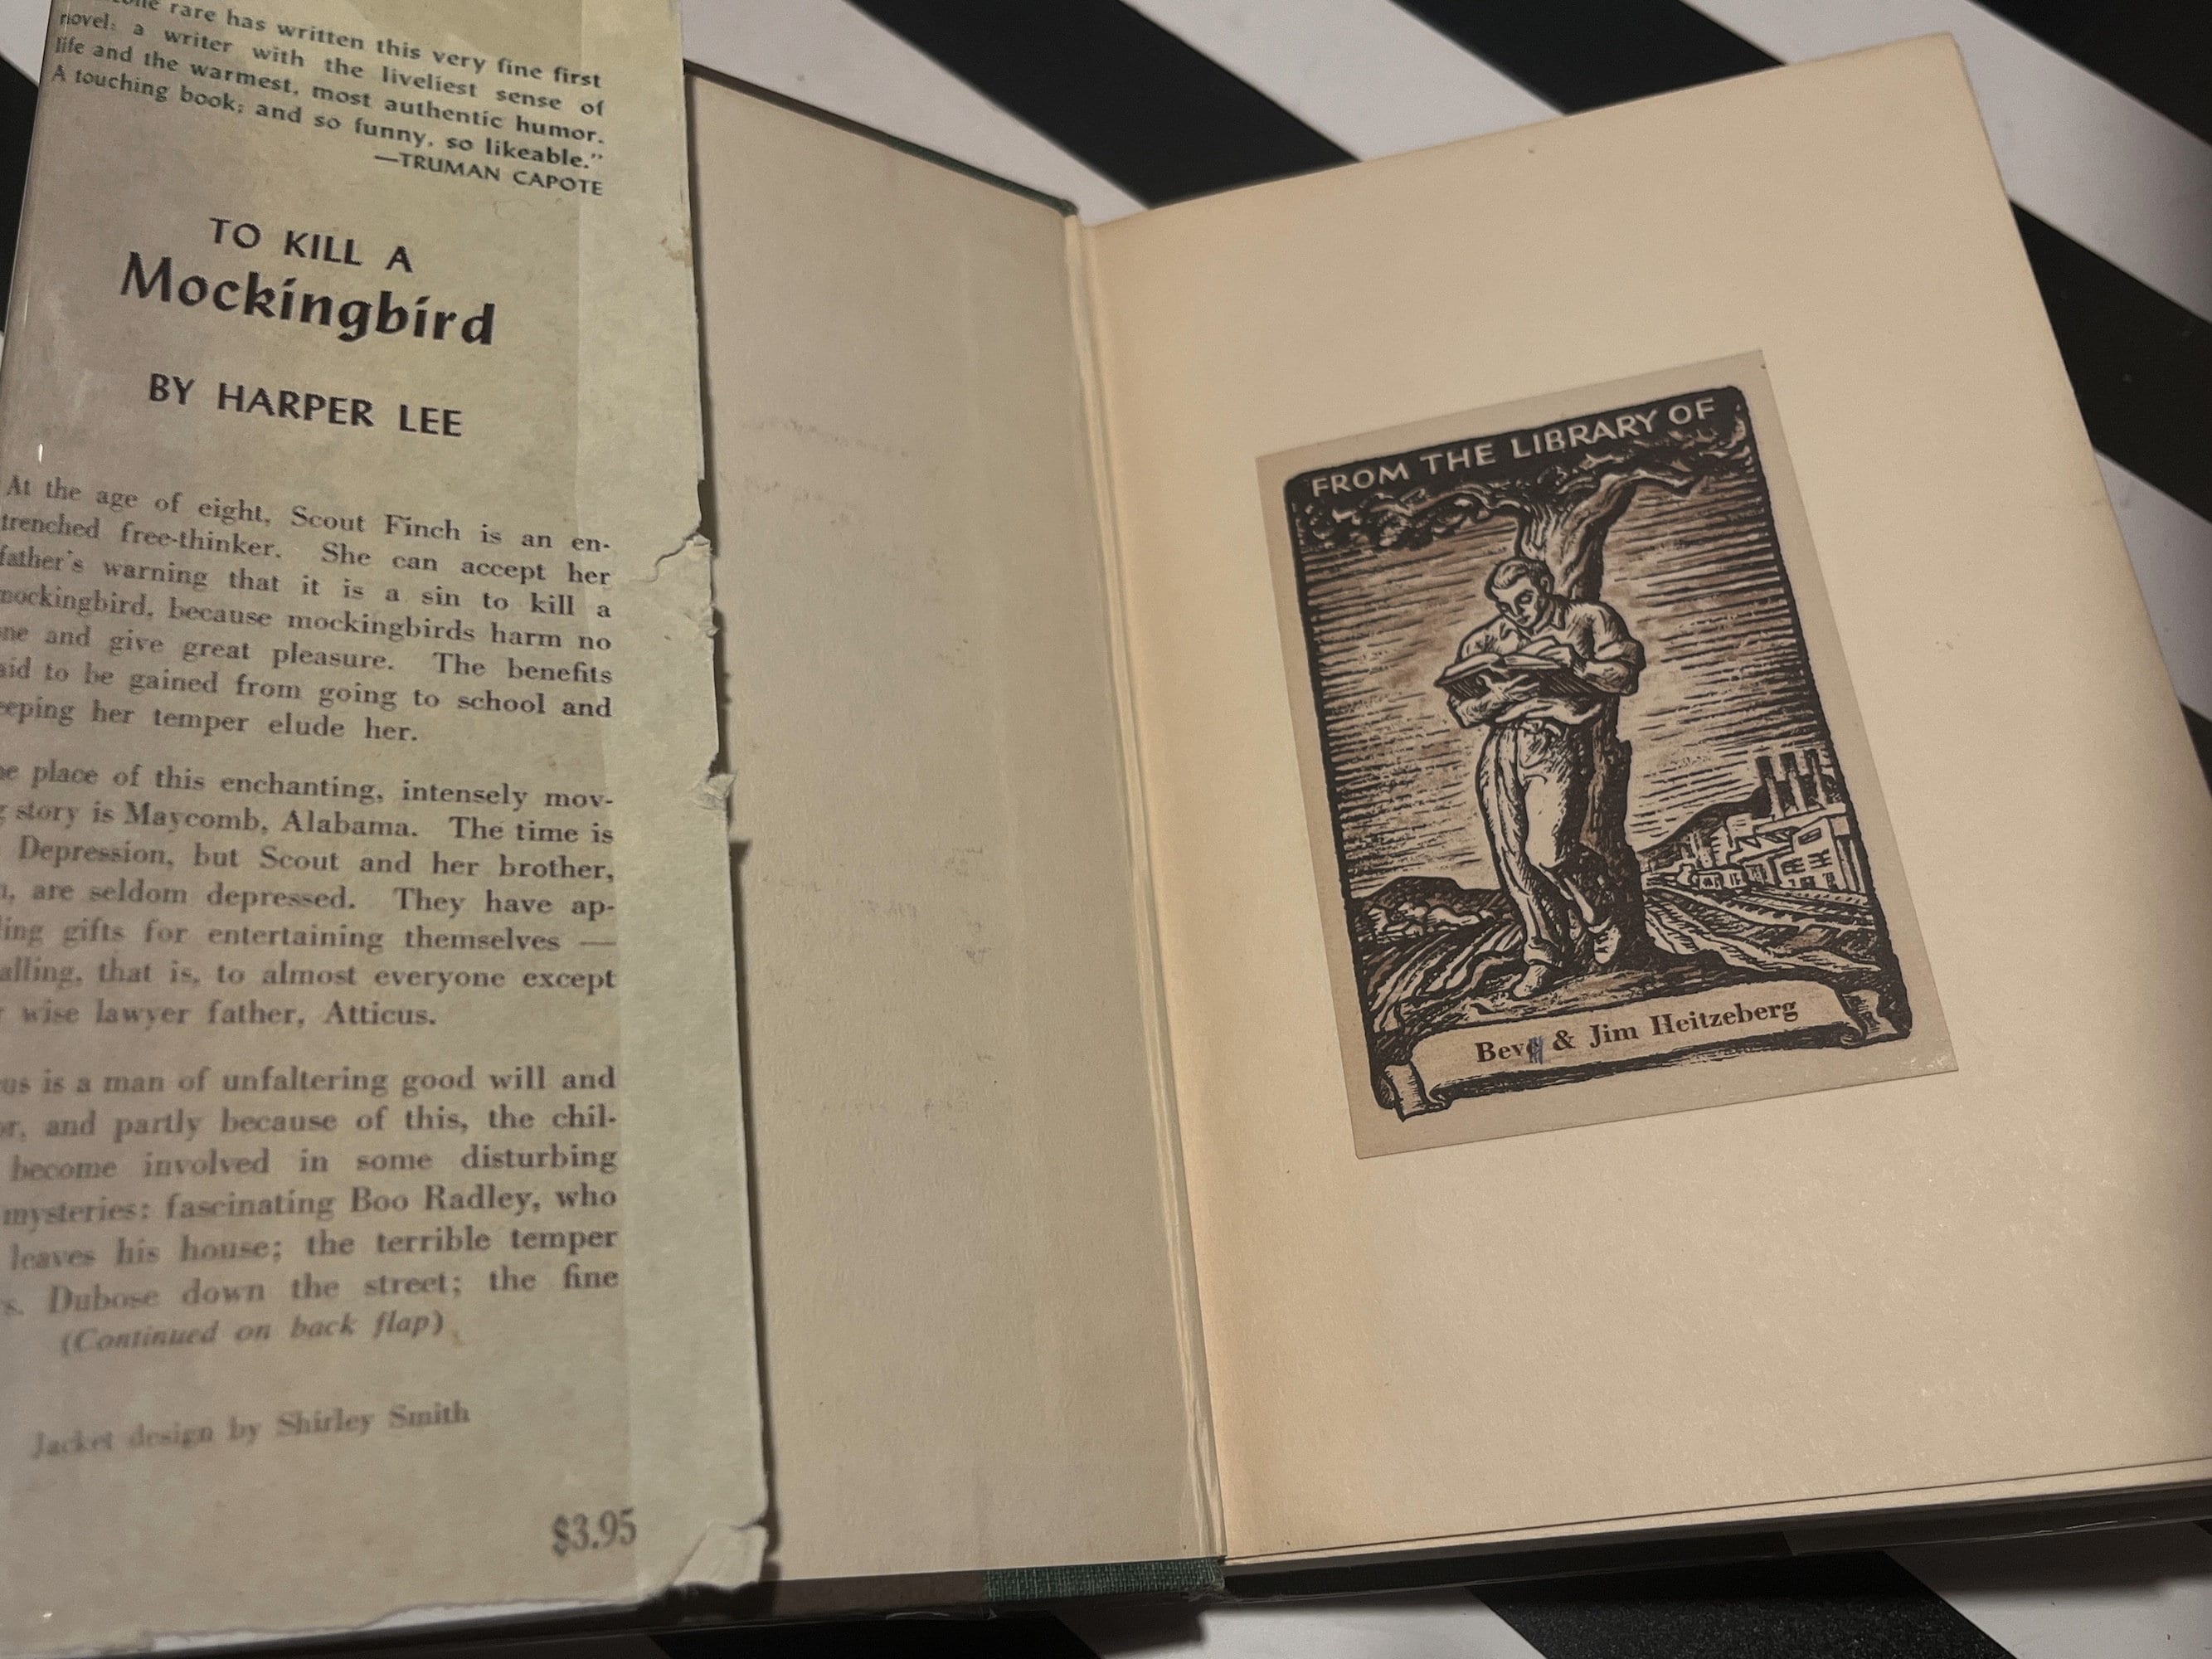 rare has written this very fine first
novel: a writer with the liveliest sense of
life and the warmest, most authentic humor.
A touching book; and so funny, so likeable."
—TRUMAN CAPOTE
TO KILL A
Mockingbird
BY HARPER LEE
At the age of eight, Scout Finch is an en-
trenched free-thinker. She can accept her
father's warning that it is a sin to kill a
mockingbird, because mockingbirds harm no
and give great pleasure. The benefits
to be gained from going to school and
her temper elude her.
place of this enchanting, intensely mov-
story is Maycomb, Alabama. The time is
Depression, but Scout and her brother,
are seldom depressed. They have ap-
gifts for entertaining themselves —
that is, to almost everyone except
wise lawyer father, Atticus.
is a man of unfaltering good will and
and partly because of this, the chil-
become involved in some disturbing
mysteries: fascinating Boo Radley, who
leaves his house; the terrible temper
Dubose down the street; the fine
(Continued on back flap)
Jacket design by Shirley Smith
$3.95
FROM THE LIBRARY OF
Bev & Jim Heitzeberg